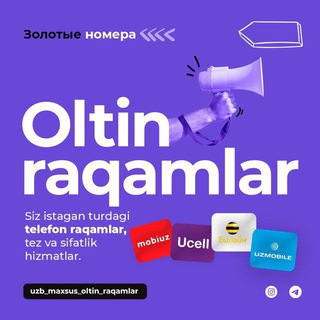 Золотые номера
Oltin
raqamlar
Siz istagan turdagi
telefon raqamlar,
tez va sifatlik
hizmatlar.
mobiuz
Ucell
Билайн
UZMOBILE
uzb_maxsus_oltin_raqamlar